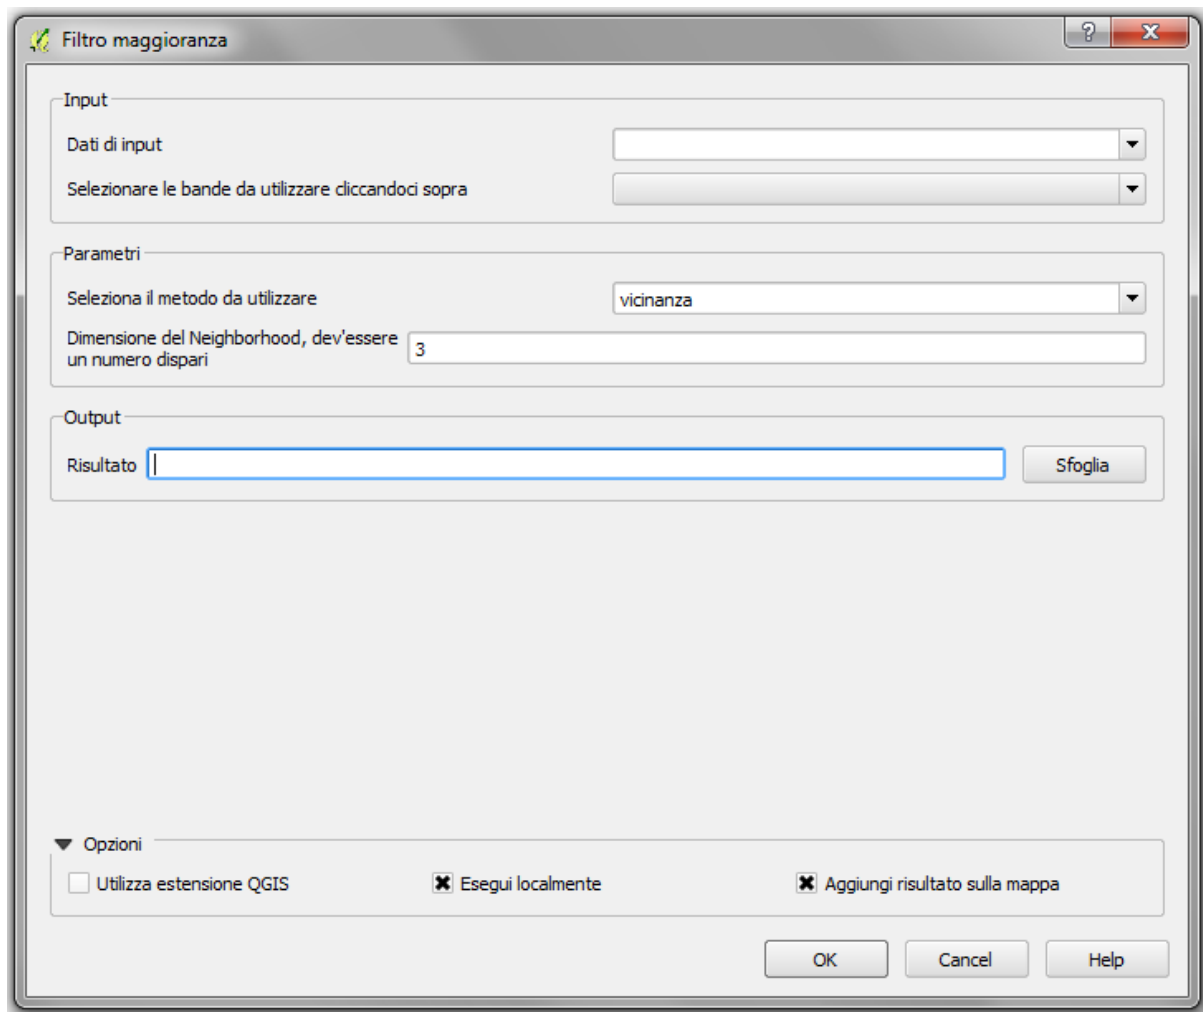 Filtro maggioranza
Input
Dati di input
Selezionare le bande da utilizzare cliccandoci sopra
Parametri
Seleziona il metodo da utilizzare
vicinanza
Dimensione del Neighborhood, dev'essere
un numero dispari
3
Output
Risultato
Sfoglia
Opzioni
Utilizza estensione QGIS
Esegui localmente
Aggiungi risultato sulla mappa
OK
Cancel
Help